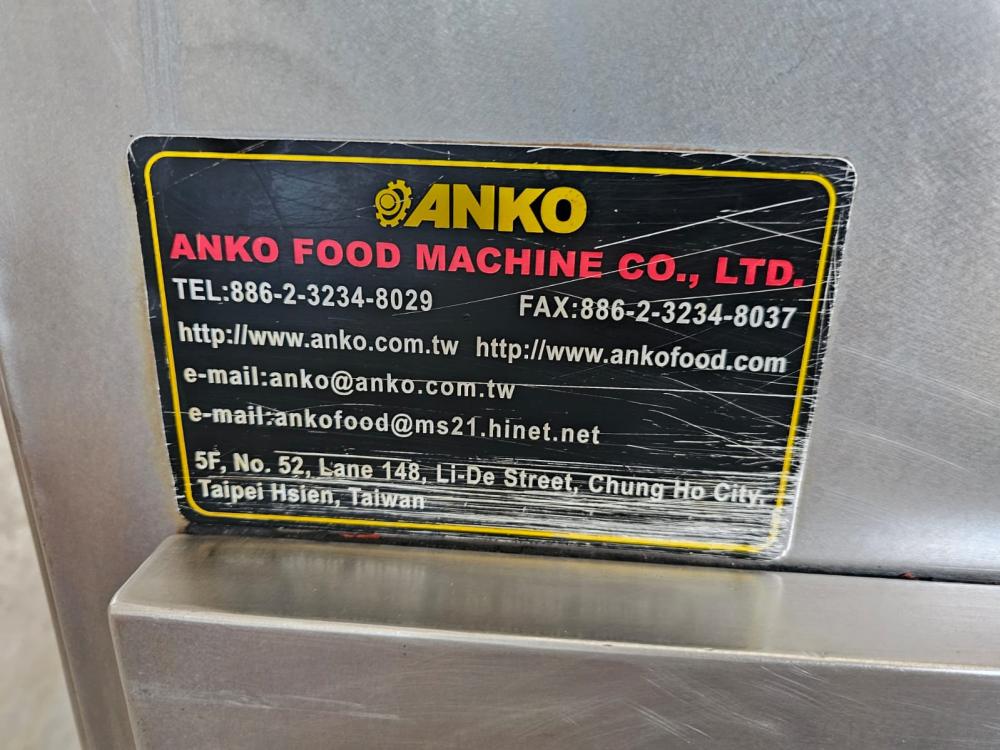 ANKO
ANKO FOOD MACHINE CO., LTD.
TEL:886-2-3234-8029 FAX:886-2-3234-8037
http://www.anko.com.tw http://www.ankofood.com
e-mail:anko@anko.com.tw
e-mail:ankofood@ms21.hinet.net
5F, No. 52, Lane 148, Li-De Street, Chung Ho City,
Taipei Hsien, Taiwan